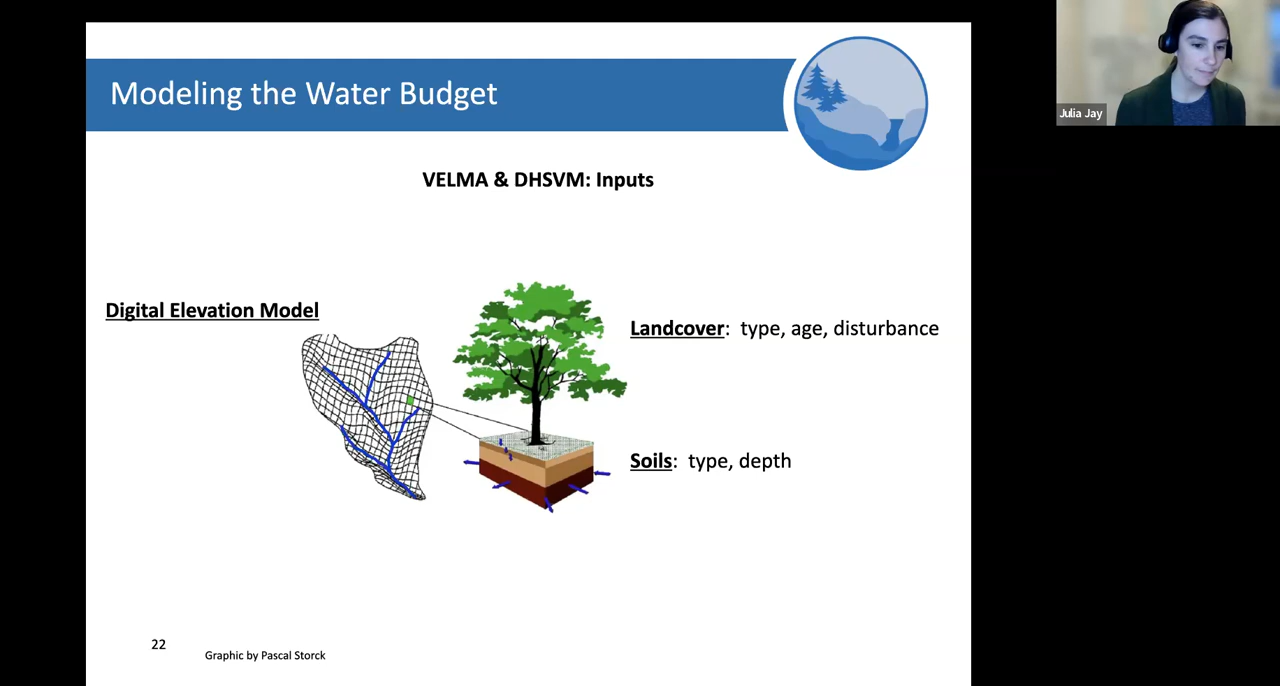 Modeling the Water Budget
Julia Jay
VELMA & DHSVM: Inputs
Digital Elevation Model
Landcover: type, age, disturbance
Soils: type, depth
22
Graphic by Pascal Storck